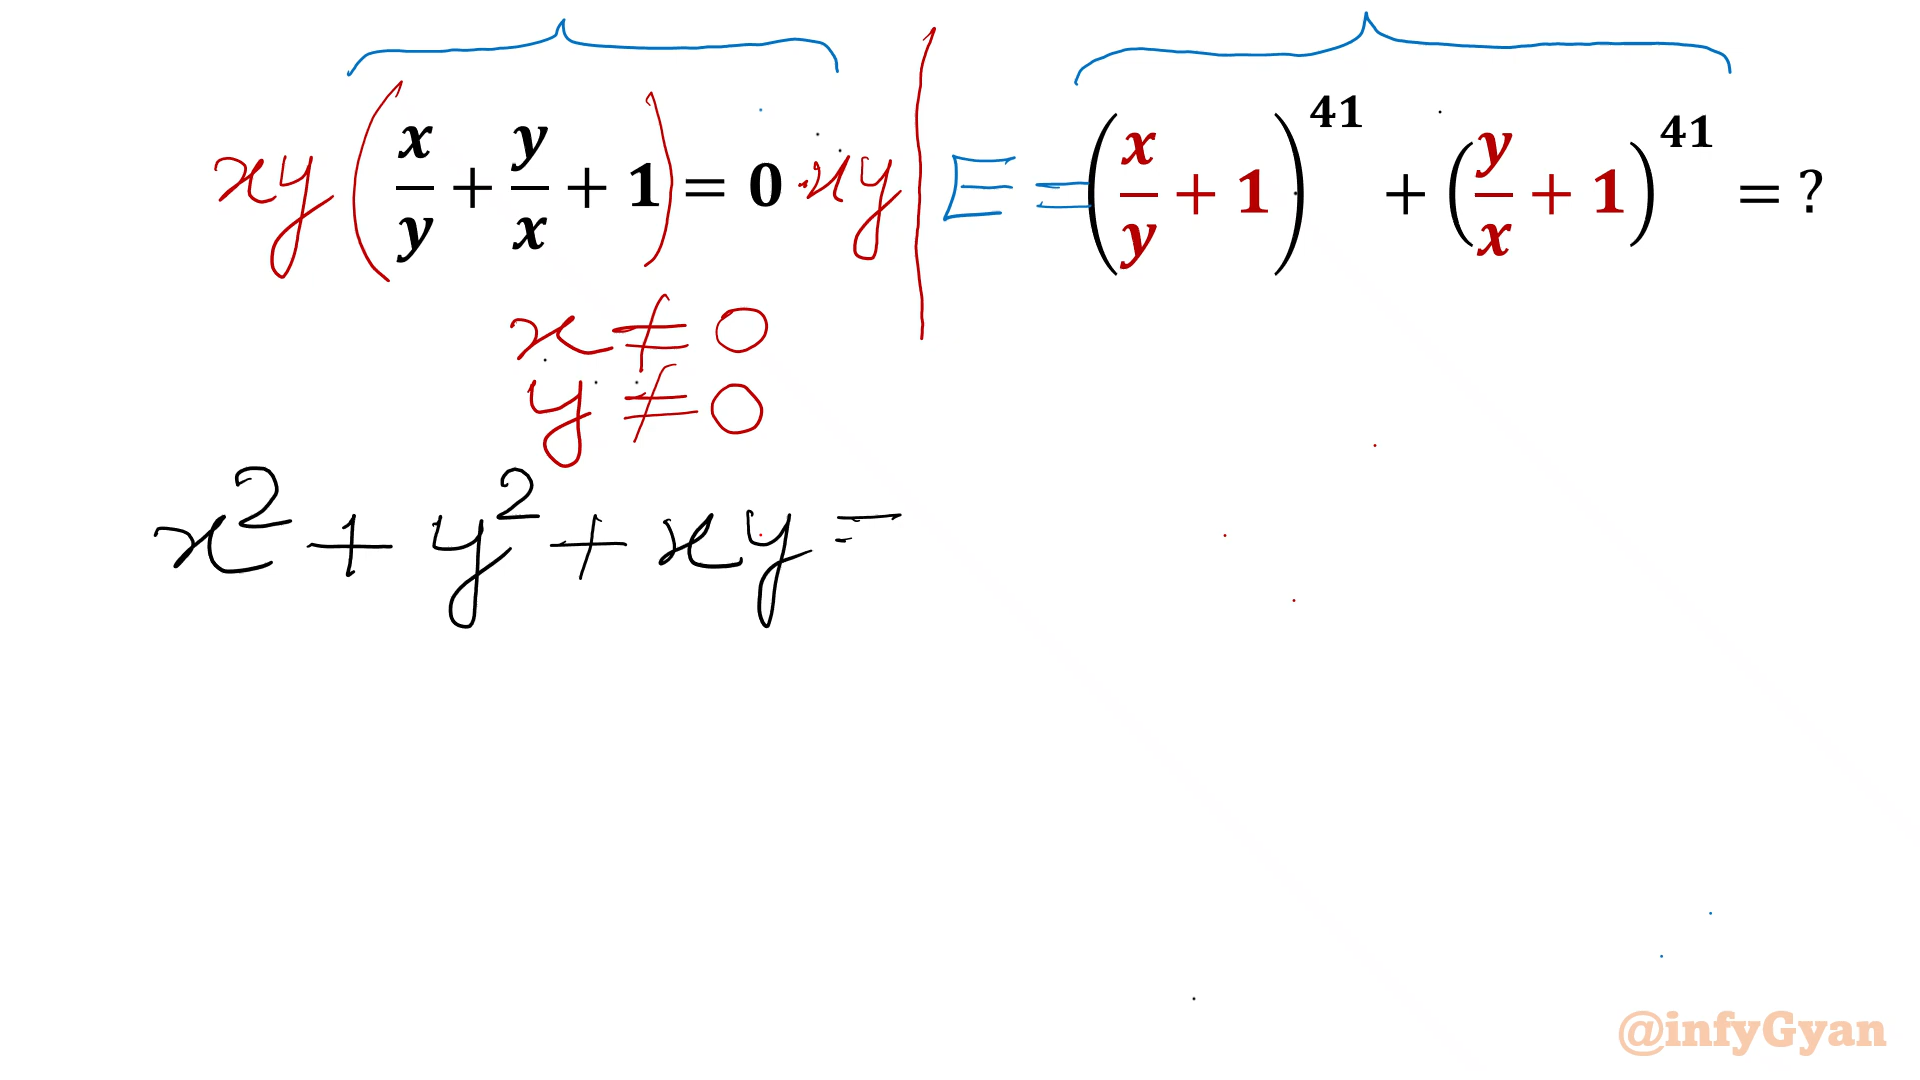 xy(x/y + y/x + 1) = 0·xy | E = (x/y + 1)^41 + (y/x + 1)^41 = ?
x ≠ 0
y ≠ 0
x² + y² + xy =
@infyGyan